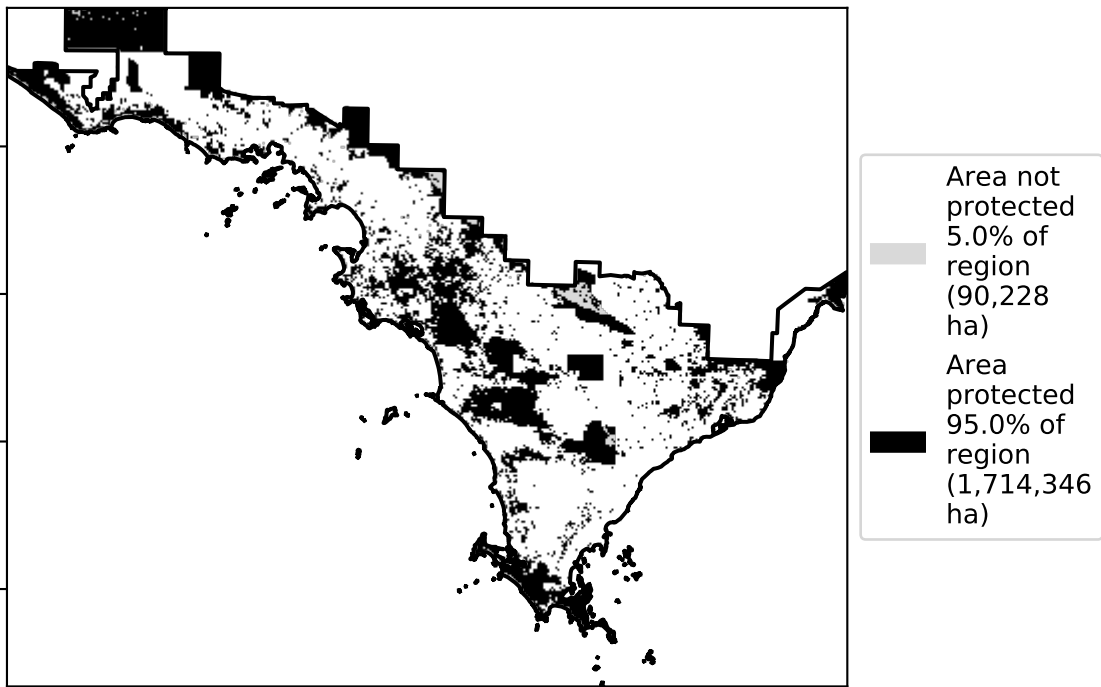 Area not
protected
5.0% of
region
(90,228
ha)
Area
protected
95.0% of
region
(1,714,346
ha)